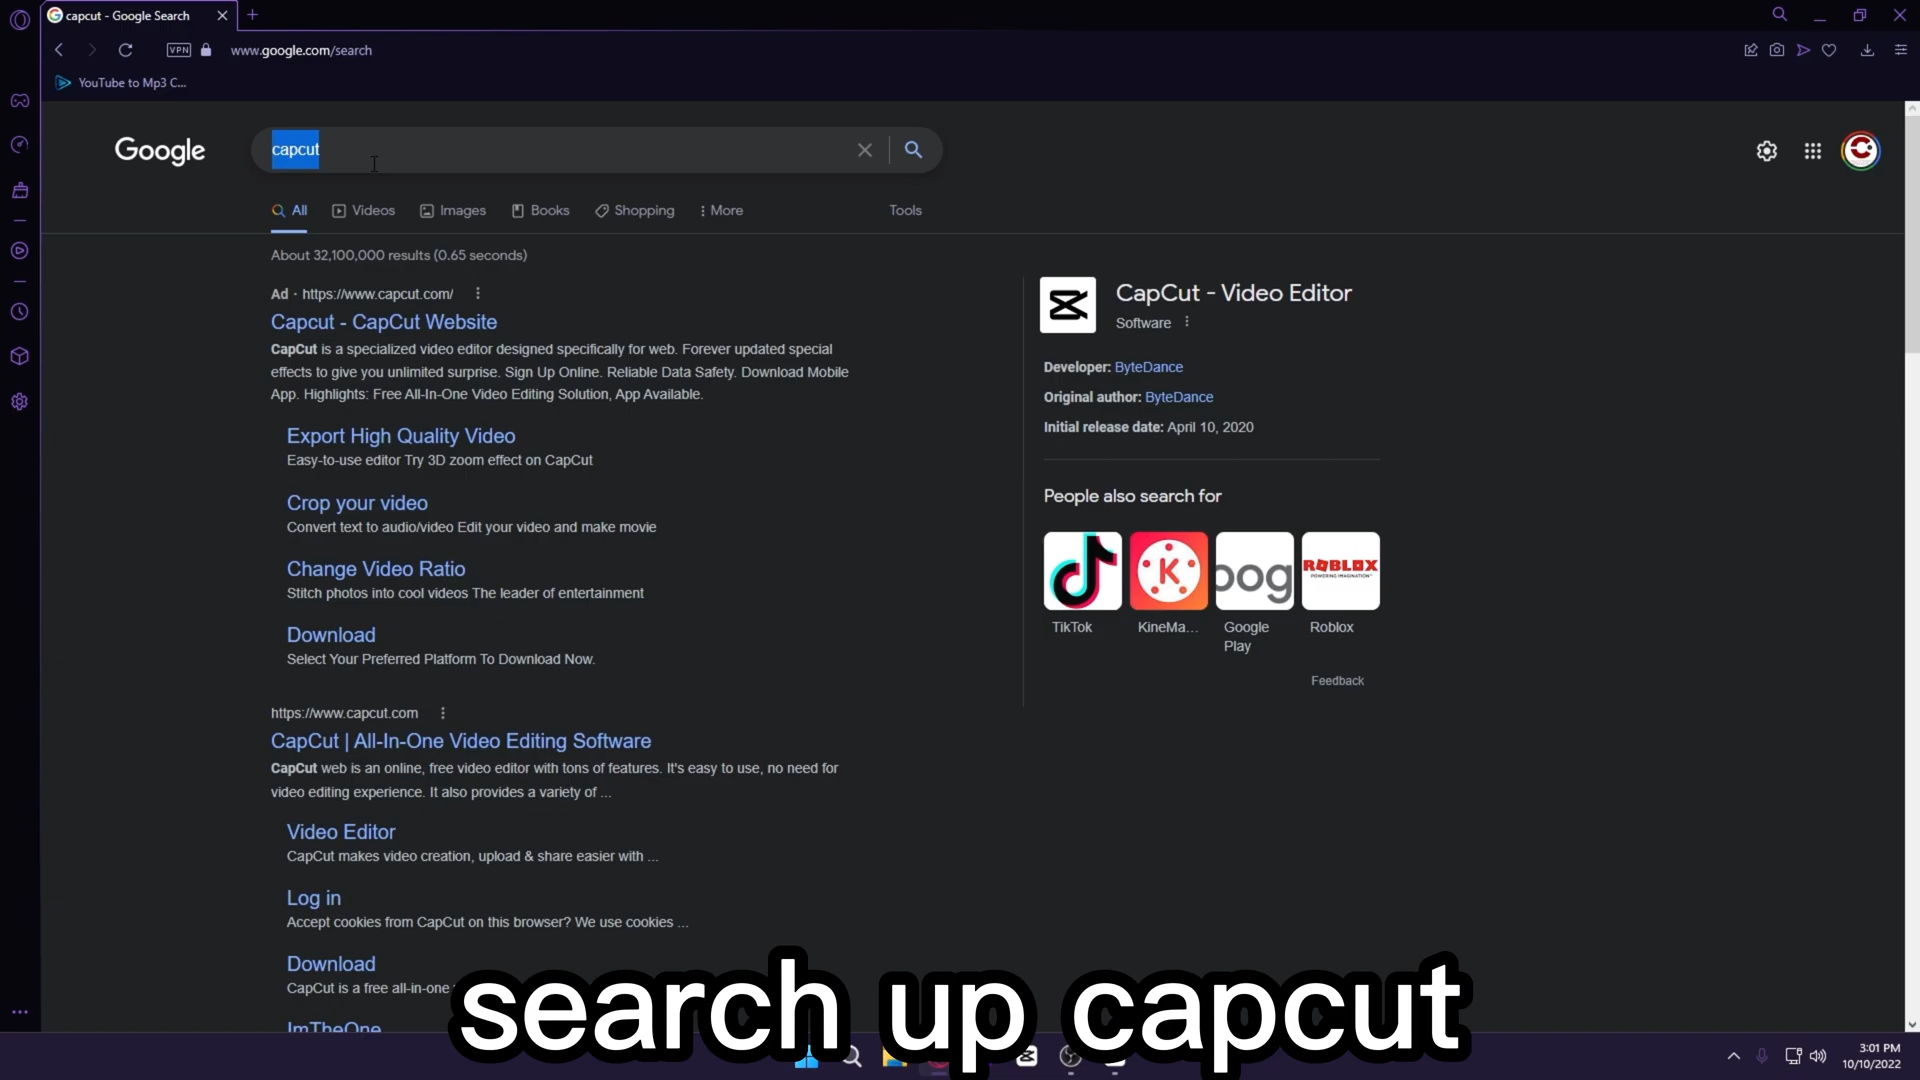 capcut - Google Search
VPN
www.google.com/search
YouTube to Mp3 C...
Google
capcut
All
Videos
Images
Books
Shopping
More
Tools
About 32,100,000 results (0.65 seconds)
Ad · https://www.capcut.com/
Capcut - CapCut Website
CapCut is a specialized video editor designed specifically for web. Forever updated special
effects to give you unlimited surprise. Sign Up Online. Reliable Data Safety. Download Mobile
App. Highlights: Free All-In-One Video Editing Solution, App Available.
Export High Quality Video
Easy-to-use editor Try 3D zoom effect on CapCut
Crop your video
Convert text to audio/video Edit your video and make movie
Change Video Ratio
Stitch photos into cool videos The leader of entertainment
Download
Select Your Preferred Platform To Download Now.
https://www.capcut.com
CapCut | All-In-One Video Editing Software
CapCut web is an online, free video editor with tons of features. It's easy to use, no need for
video editing experience. It also provides a variety of ...
Video Editor
CapCut makes video creation, upload & share easier with ...
Log in
Accept cookies from CapCut on this browser? We use cookies ...
Download
CapCut is a free all-in-one
ImTheOne
CapCut - Video Editor
Software
Developer: ByteDance
Original author: ByteDance
Initial release date: April 10, 2020
People also search for
K
oog
ROBLOX
POWERING IMAGINATION
TikTok
KineMa...
Google
Play
Roblox
Feedback
search up capcut
3:01 PM
10/10/2022